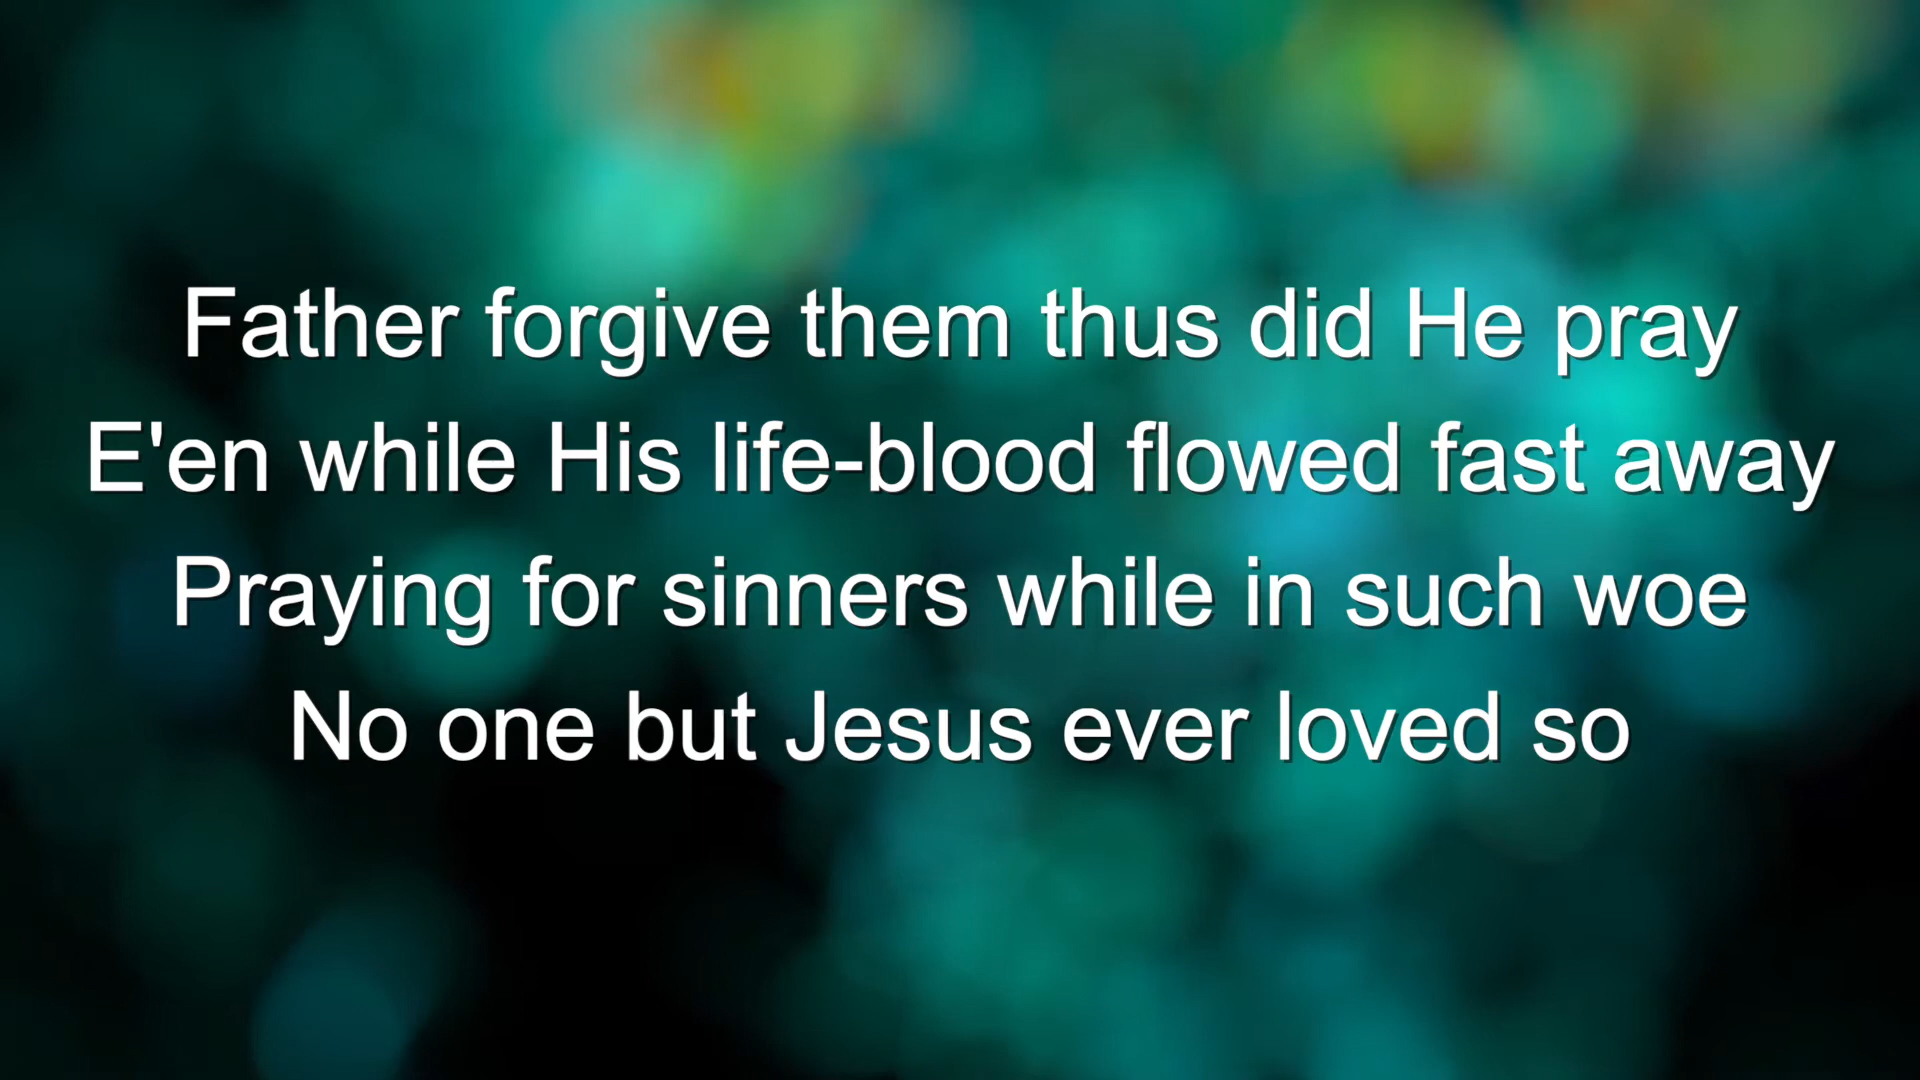 Father forgive them thus did He pray
E'en while His life-blood flowed fast away
Praying for sinners while in such woe
No one but Jesus ever loved so